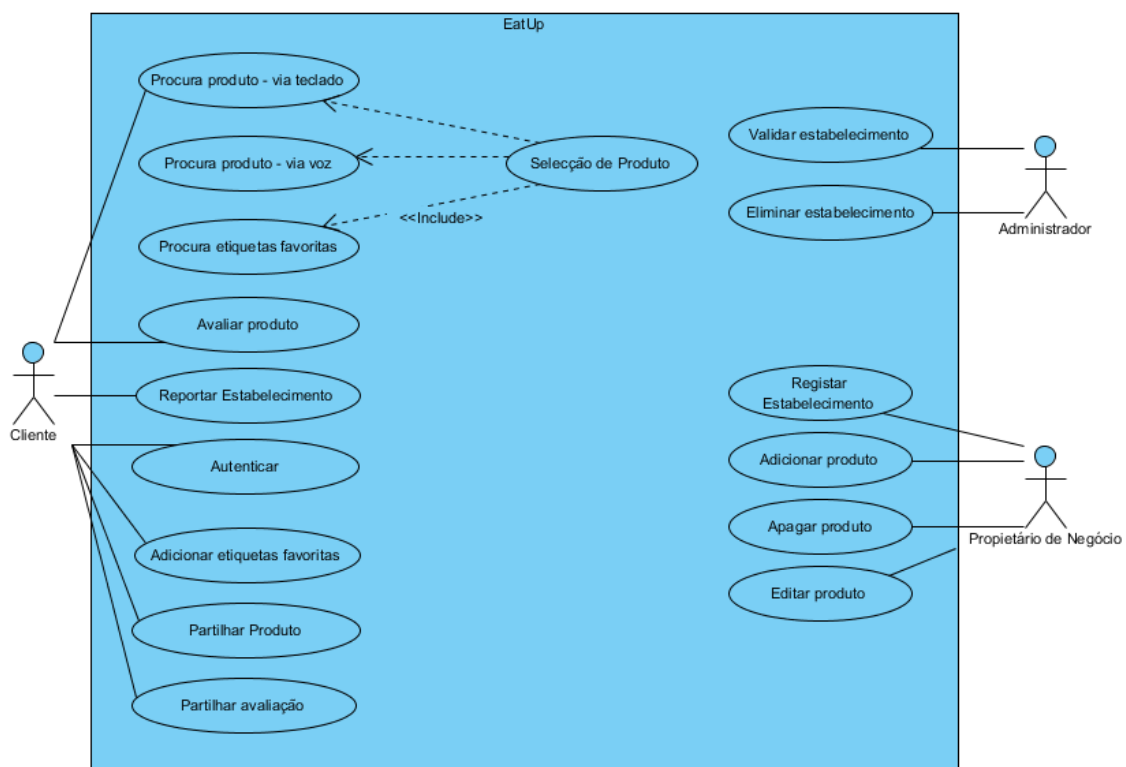 EatUp
Procura produto - via teclado
Procura produto - via voz
Selecção de Produto
<<Include>>
Procura etiquetas favoritas
Avaliar produto
Reportar Estabelecimento
Cliente
Autenticar
Adicionar etiquetas favoritas
Partilhar Produto
Partilhar avaliação
Validar estabelecimento
Eliminar estabelecimento
Administrador
Registar
Estabelecimento
Adicionar produto
Apagar produto
Propietário de Negócio
Editar produto